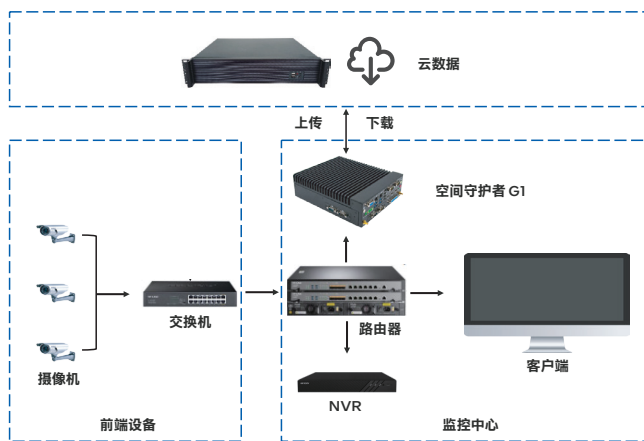 云数据
上传
下载
空间守护者 G1
交换机
路由器
客户端
摄像机
NVR
前端设备
监控中心